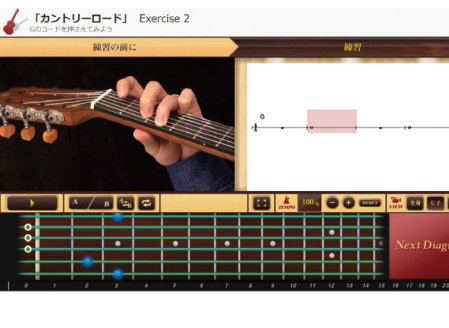 「カントリーロード」 Exercise 2
Gのコードを押さえてみよう
練習の前に
練習
G
A / B
TEMPO
100%
RESET
VIEW
全身
左手
Next Diag
0 1 2 3 4 5 6 7 8 9 10 11 12 13 14 15 16 17 18 19 20